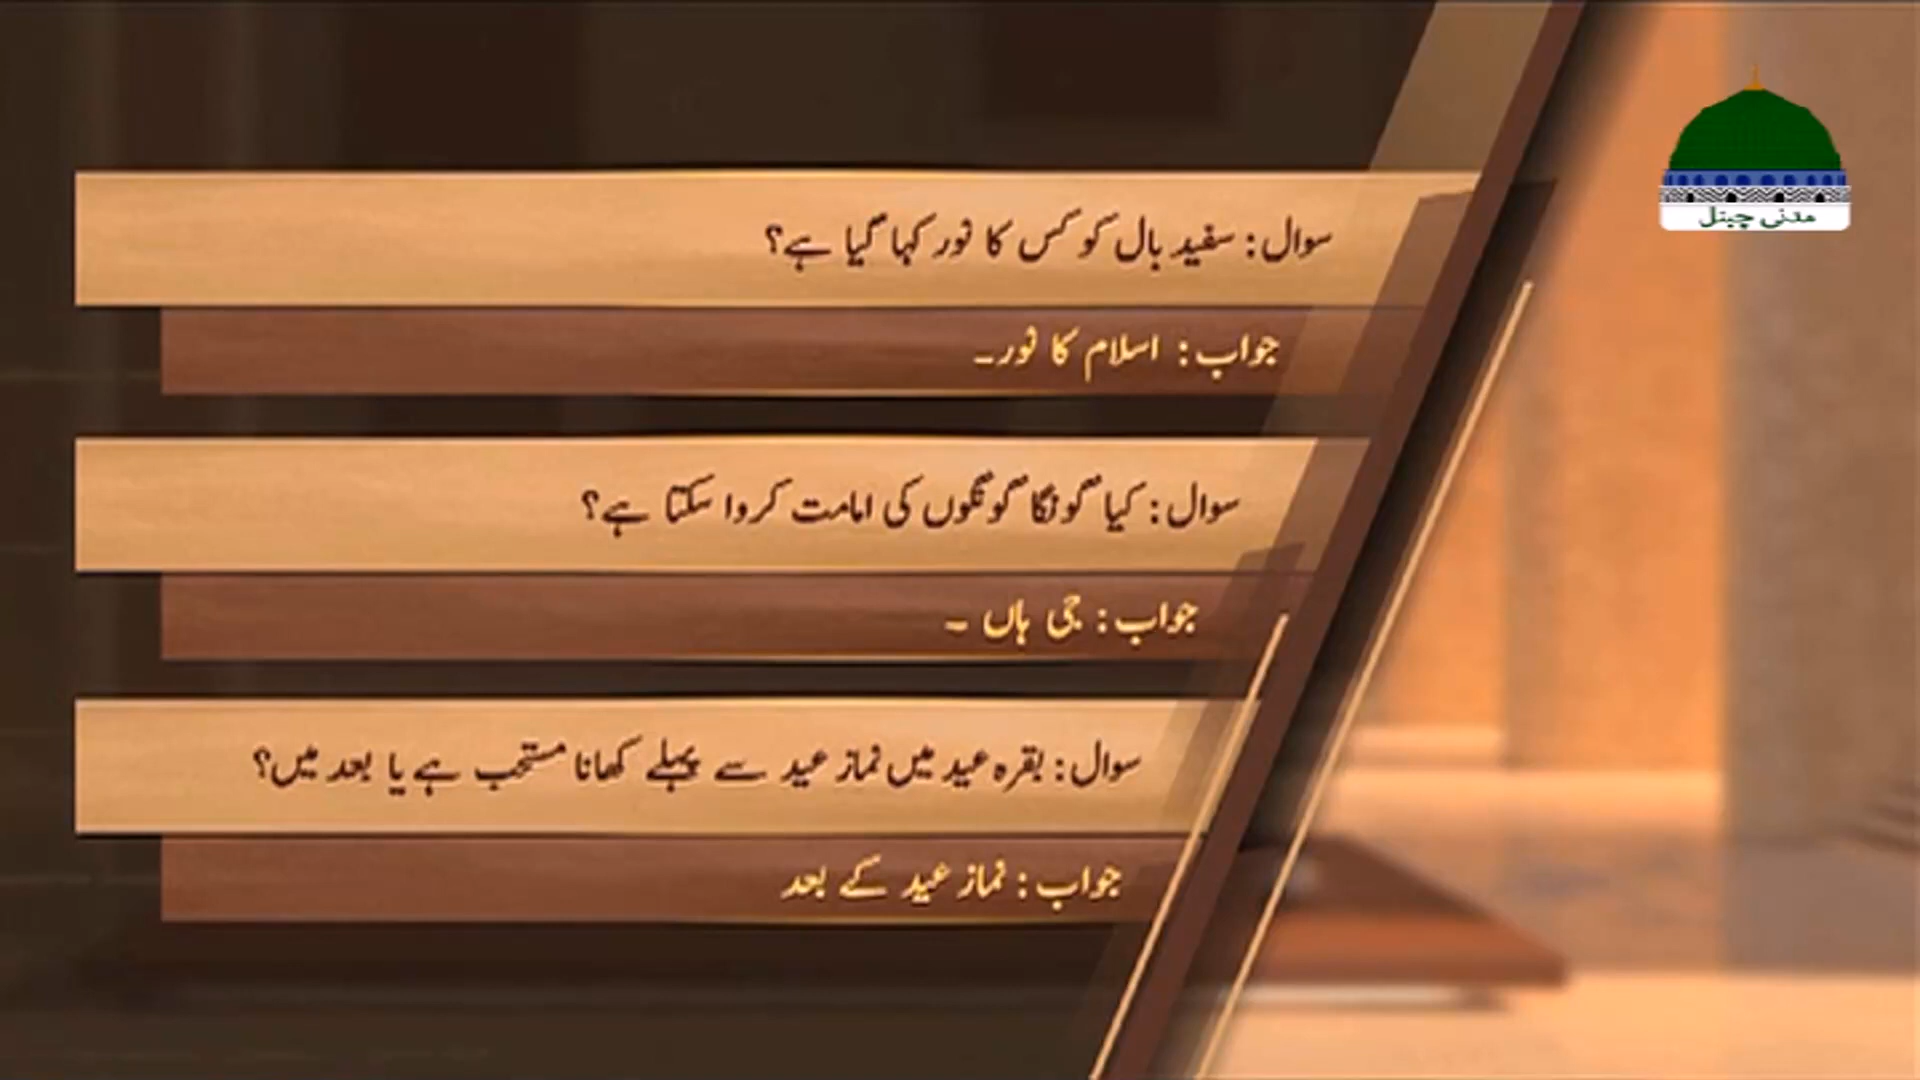 مدنی چینل
سوال: سفید بال کو کس کا نور کہا گیا ہے؟
جواب: اسلام کا نور۔
سوال: کیا گونگا گونگوں کی امامت کروا سکتا ہے؟
جواب: جی ہاں ۔
سوال: بقرہ عید میں نماز عید سے پہلے کھانا مستحب ہے یا بعد میں؟
جواب: نماز عید کے بعد